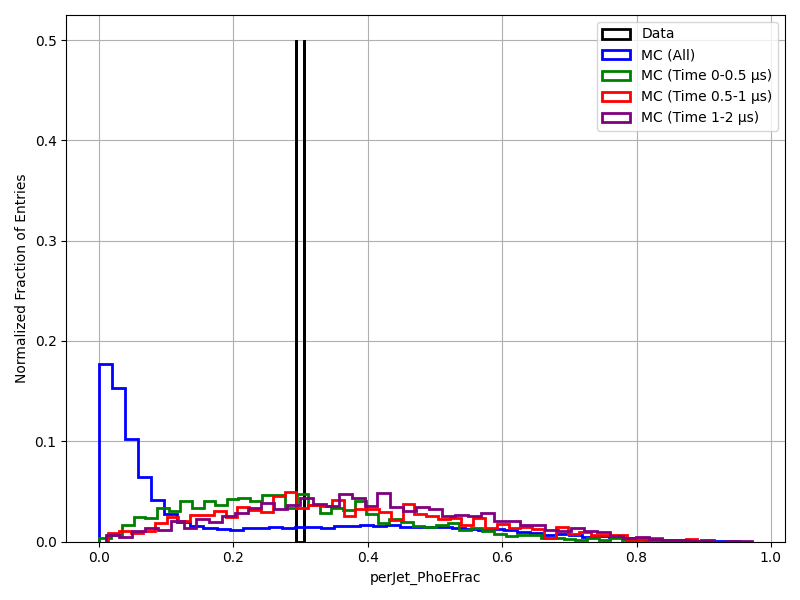 Data
MC (All)
MC (Time 0-0.5 μs)
MC (Time 0.5-1 μs)
MC (Time 1-2 μs)
Normalized Fraction of Entries
0.5
0.4
0.3
0.2
0.1
0.0
0.0 0.2 0.4 0.6 0.8 1.0
perJet_PhoEFrac